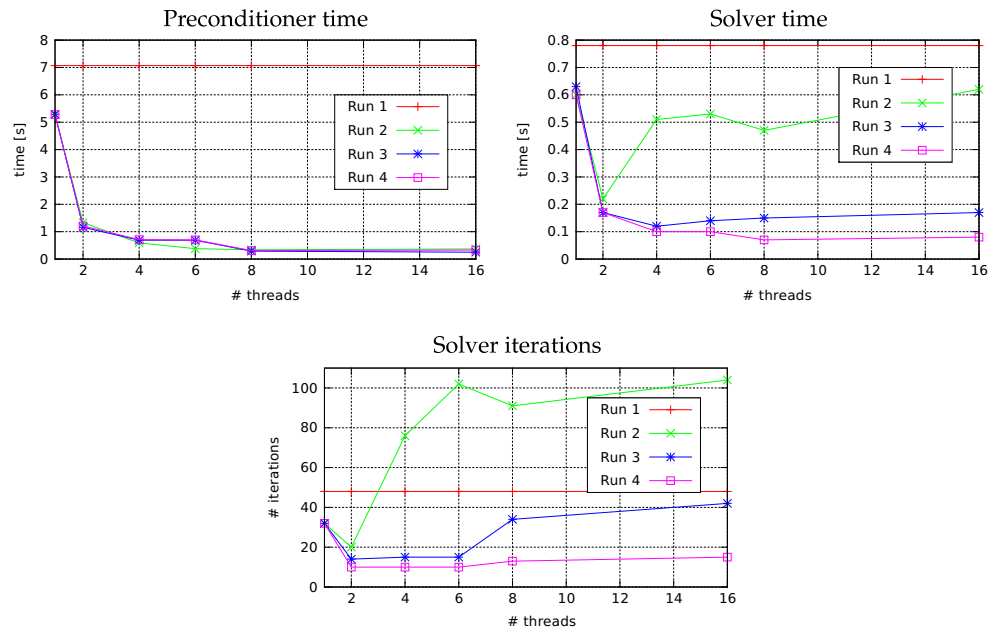 Preconditioner time
8
7
6
5
4
3
2
1
0
time [s]
2 4 6 8 10 12 14 16
# threads
Run 1
Run 2
Run 3
Run 4
Solver time
0.8
0.7
0.6
0.5
0.4
0.3
0.2
0.1
0
time [s]
2 4 6 8 10 12 14 16
# threads
Run 1
Run 2
Run 3
Run 4
Solver iterations
100
80
60
40
20
0
# iterations
2 4 6 8 10 12 14 16
# threads
Run 1
Run 2
Run 3
Run 4